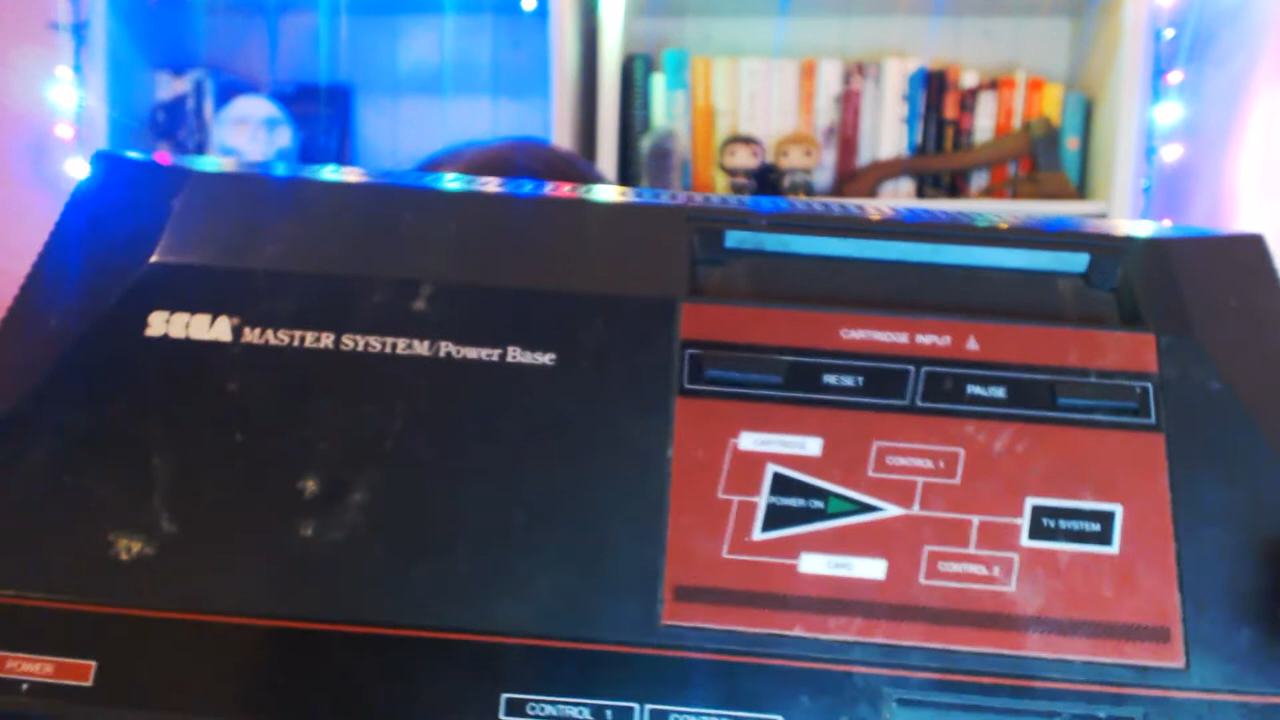 SEGA® MASTER SYSTEM/Power Base
CARTRIDGE INPUT
RESET
PAUSE
CARTRIDGE
CONTROL 1
POWER ON
TV SYSTEM
CARD
CONTROL 2
POWER
CONTROL 1